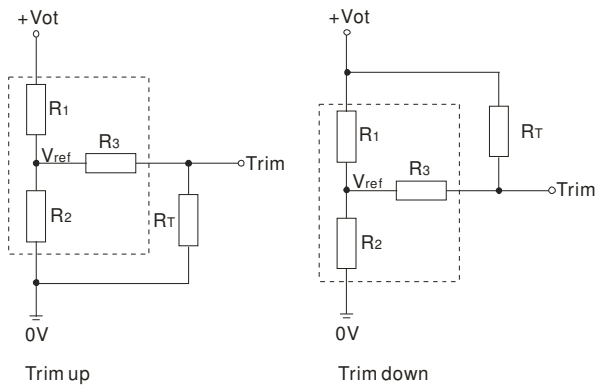 +Vot
R1
R3
Vref
Trim
R2
RT
0V
Trim up
+Vot
R1
RT
R3
Vref
Trim
R2
0V
Trim down